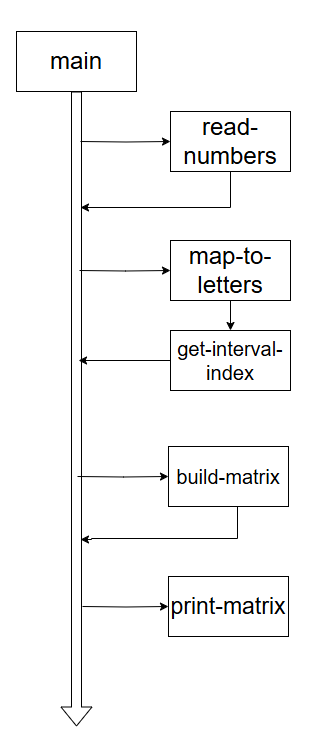 main
read-
numbers
map-to-
letters
get-interval-
index
build-matrix
print-matrix